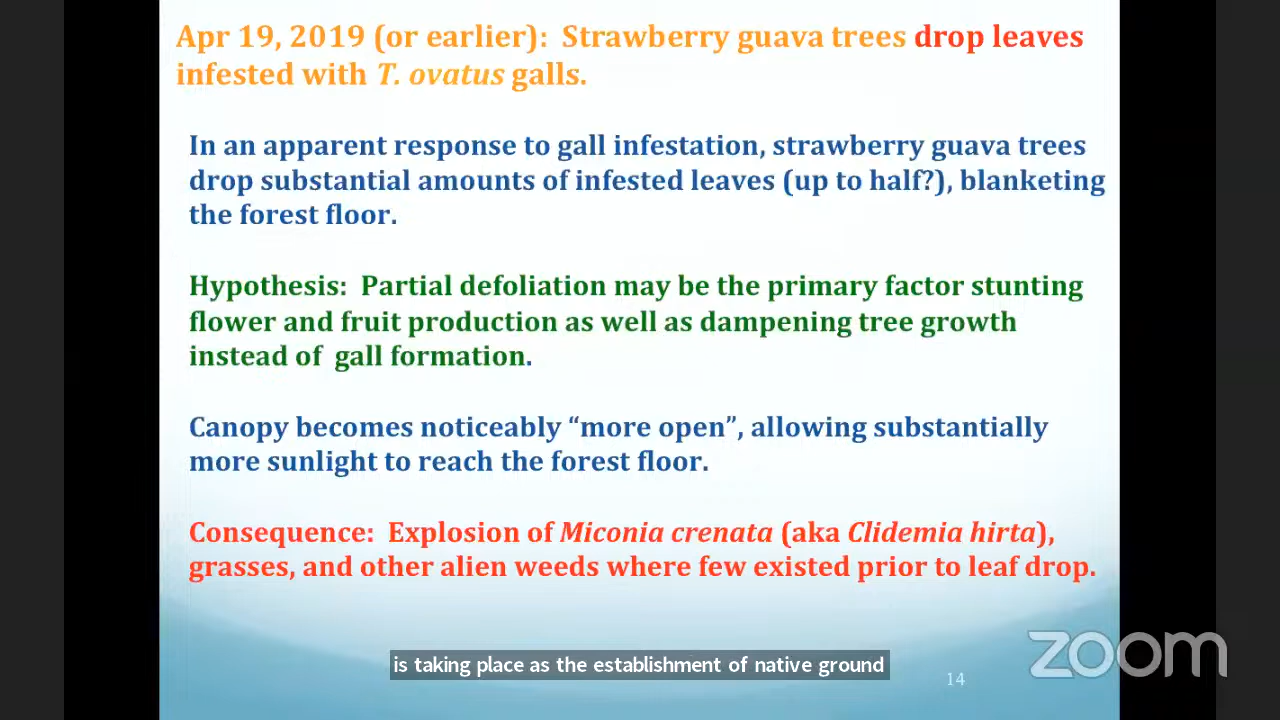 Apr 19, 2019 (or earlier): Strawberry guava trees drop leaves
infested with T. ovatus galls.
In an apparent response to gall infestation, strawberry guava trees
drop substantial amounts of infested leaves (up to half?), blanketing
the forest floor.
Hypothesis: Partial defoliation may be the primary factor stunting
flower and fruit production as well as dampening tree growth
instead of gall formation.
Canopy becomes noticeably “more open”, allowing substantially
more sunlight to reach the forest floor.
Consequence: Explosion of Miconia crenata (aka Clidemia hirta),
grasses, and other alien weeds where few existed prior to leaf drop.
is taking place as the establishment of native ground
zoom
14